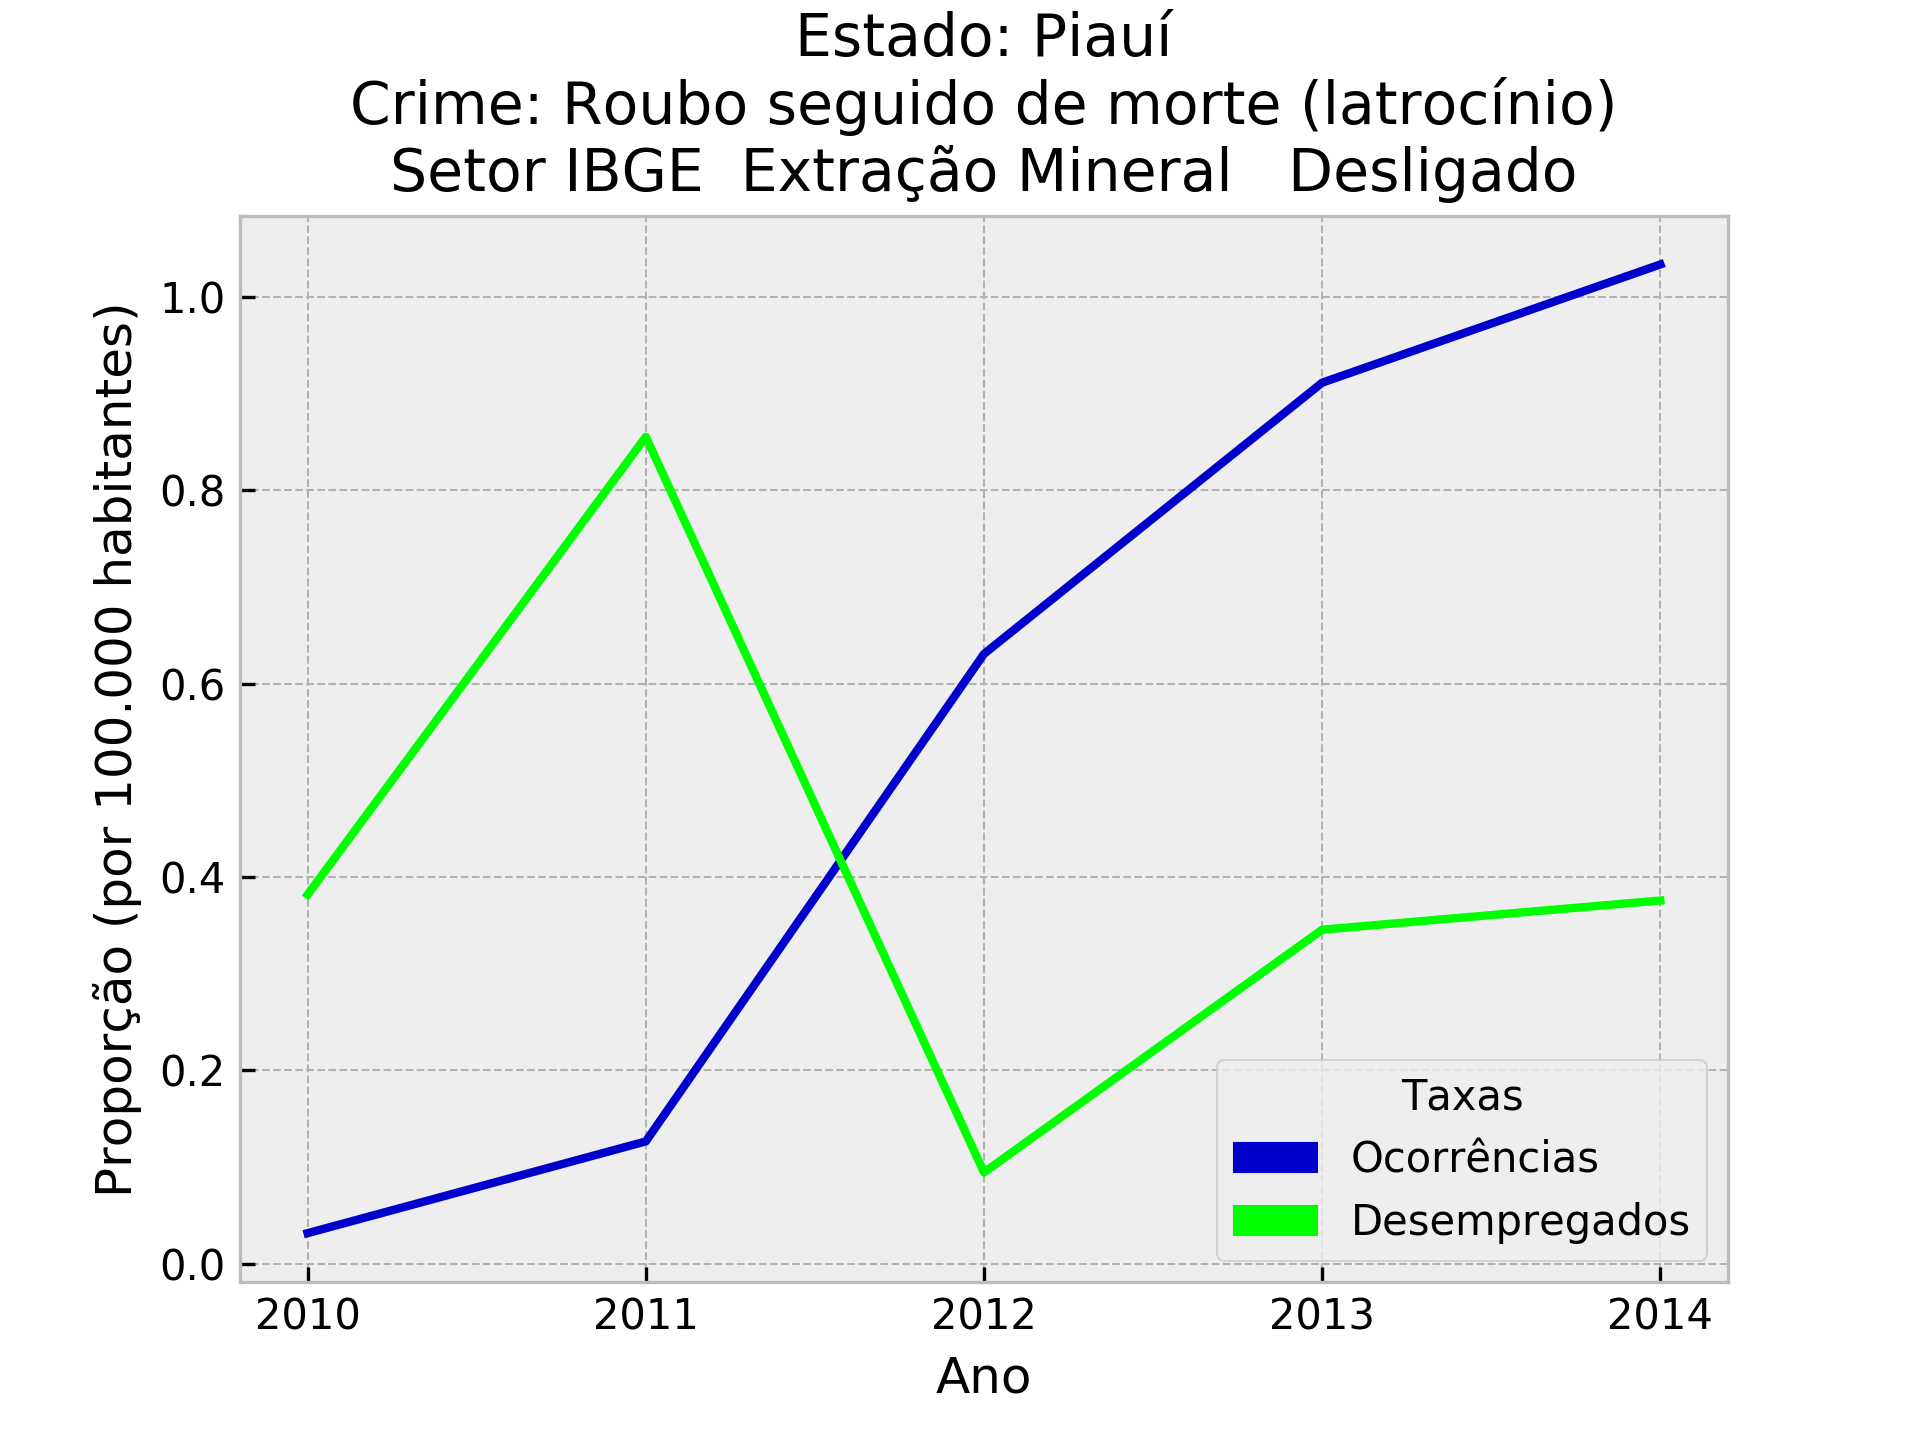 Estado: Piauí
Crime: Roubo seguido de morte (latrocínio)
Setor IBGE  Extração Mineral   Desligado
Proporção (por 100.000 habitantes)
1.0
0.8
0.6
0.4
0.2
0.0
Taxas
Ocorrências
Desempregados
2010 2011 2012 2013 2014
Ano